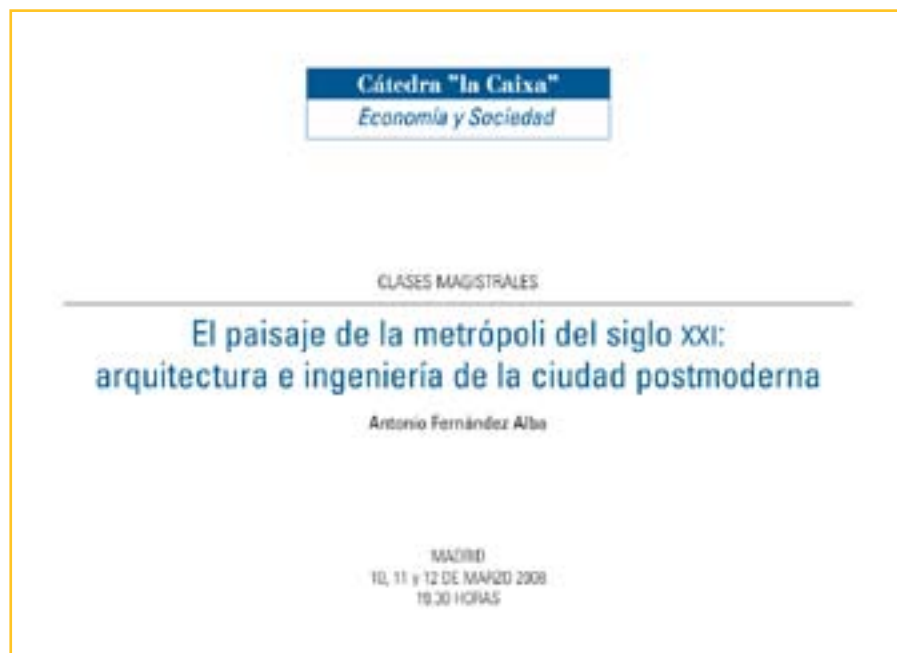 Cátedra "la Caixa"
Economía y Sociedad
CLASES MAGISTRALES
El paisaje de la metrópoli del siglo XXI:
arquitectura e ingeniería de la ciudad postmoderna
Antonio Fernández Alba
MADRID
10, 11 y 12 DE MARZO 2008
19.30 HORAS